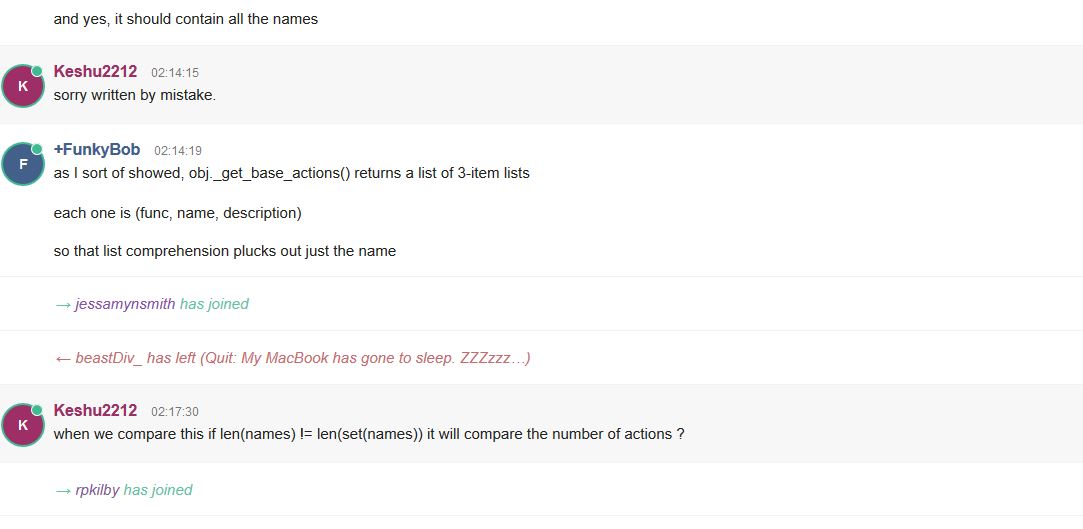 and yes, it should contain all the names
K
Keshu2212 02:14:15
sorry written by mistake.
F
+FunkyBob 02:14:19
as I sort of showed, obj._get_base_actions() returns a list of 3-item lists
each one is (func, name, description)
so that list comprehension plucks out just the name
→ jessamynsmith has joined
← beastDiv_ has left (Quit: My MacBook has gone to sleep. ZZZzzz…)
K
Keshu2212 02:17:30
when we compare this if len(names) != len(set(names)) it will compare the number of actions ?
→ rpkilby has joined